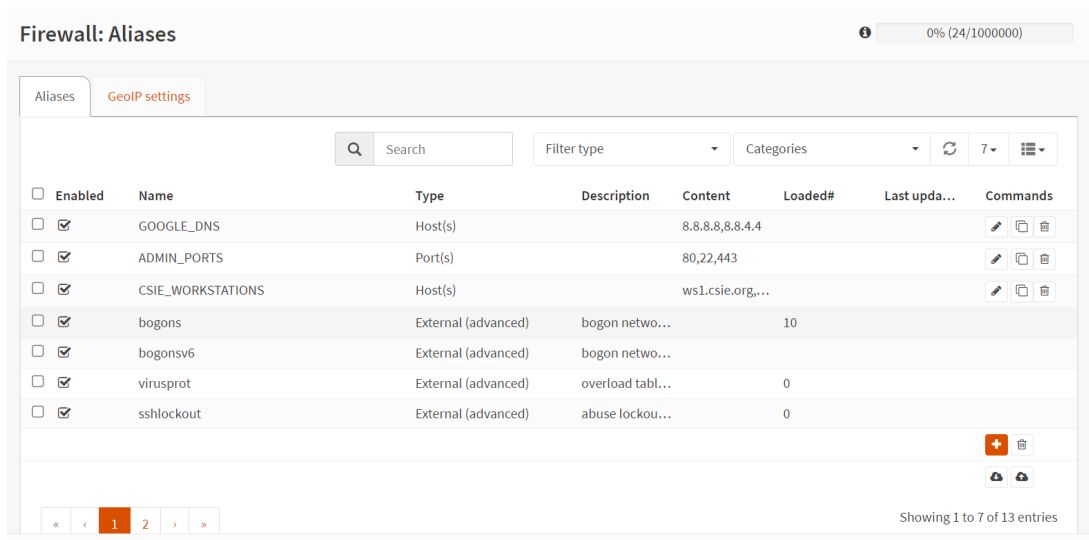 Firewall: Aliases
0% (24/1000000)
Aliases GeoIP settings
Search Filter type Categories 7
Enabled Name Type Description Content Loaded# Last upda... Commands
GOOGLE_DNS Host(s) 8.8.8.8,8.8.4.4
ADMIN_PORTS Port(s) 80,22,443
CSIE_WORKSTATIONS Host(s) ws1.csie.org,...
bogons External (advanced) bogon netwo... 10
bogonsv6 External (advanced) bogon netwo...
virusprot External (advanced) overload tabl... 0
sshlockout External (advanced) abuse lockou... 0
« ‹ 1 2 › » Showing 1 to 7 of 13 entries